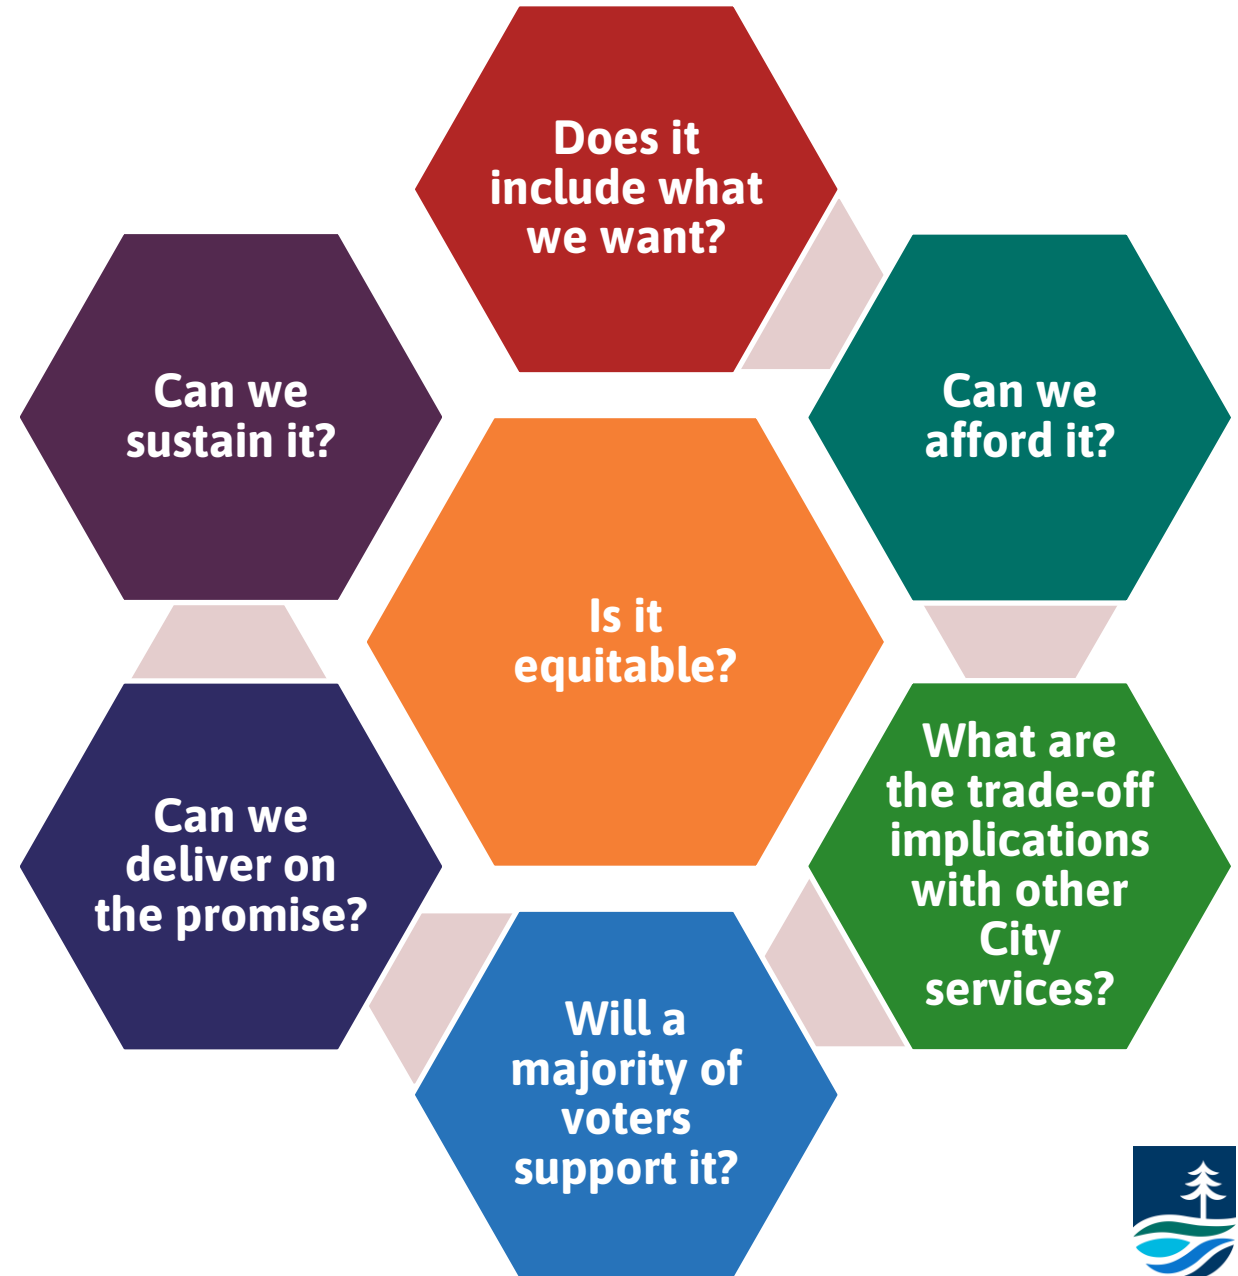 Does it
include what
we want?
Can we
afford it?
What are
the trade-off
implications
with other
City
services?
Will a
majority of
voters
support it?
Can we
deliver on
the promise?
Can we
sustain it?
Is it
equitable?